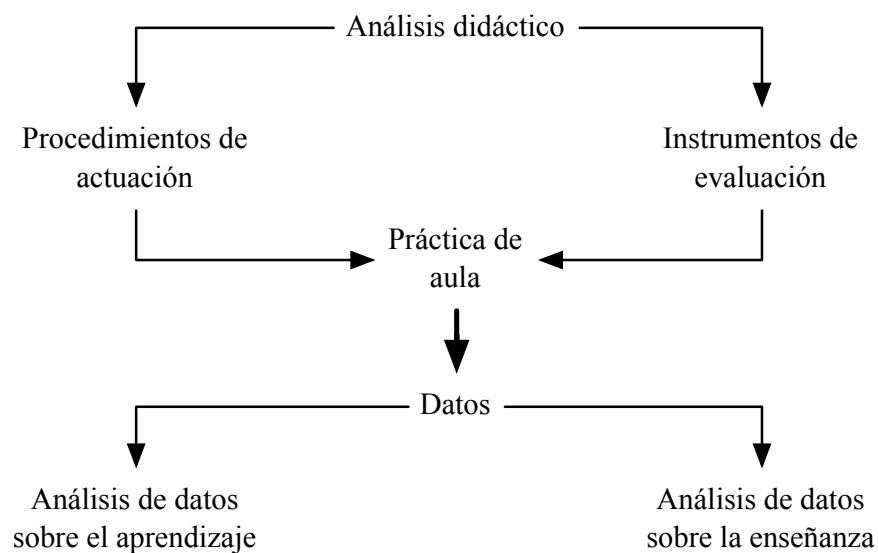 Análisis didáctico
Procedimientos de
actuación
Instrumentos de
evaluación
Práctica de
aula
Datos
Análisis de datos
sobre el aprendizaje
Análisis de datos
sobre la enseñanza